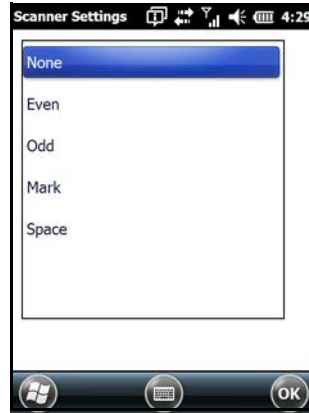 Scanner Settings 4:29
None
Even
Odd
Mark
Space
OK